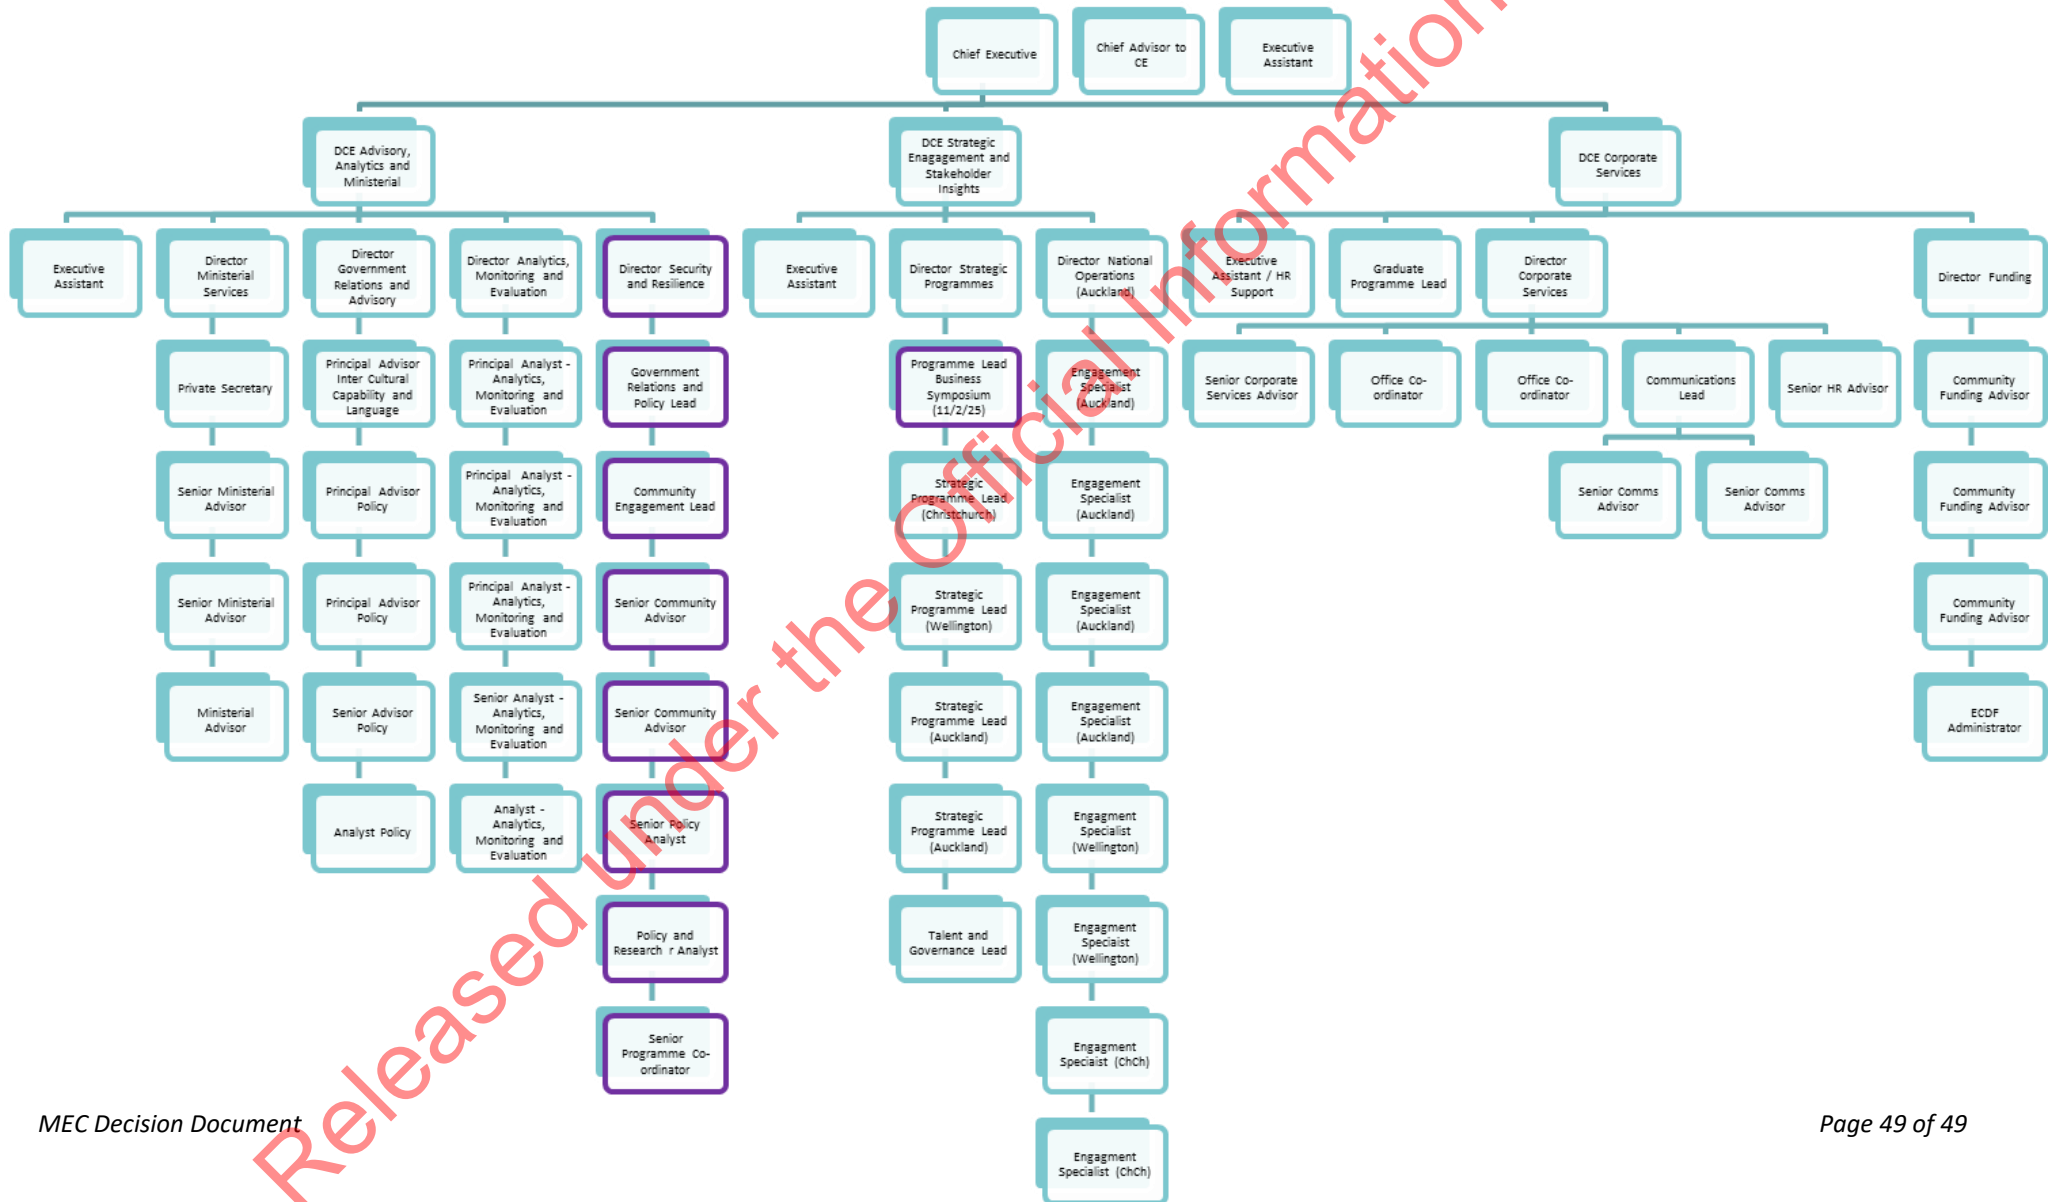 Chief Executive
Chief Advisor to
CE
Executive
Assistant
DCE Advisory,
Analytics and
Ministerial
DCE Strategic
Enagagement and
Stakeholder
Insights
DCE Corporate
Services
Executive
Assistant
Director
Ministerial
Services
Director
Government
Relations and
Advisory
Director Analytics,
Monitoring and
Evaluation
Director Security
and Resilience
Executive
Assistant
Director Strategic
Programmes
Director National
Operations
(Auckland)
Executive
Assistant / HR
Support
Graduate
Programme Lead
Director
Corporate
Services
Director Funding
Private Secretary
Senior Ministerial
Advisor
Senior Ministerial
Advisor
Ministerial
Advisor
Principal Advisor
Inter Cultural
Capability and
Language
Principal Advisor
Policy
Principal Advisor
Policy
Senior Advisor
Policy
Analyst Policy
Principal Analyst -
Analytics,
Monitoring and
Evaluation
Principal Analyst -
Analytics,
Monitoring and
Evaluation
Principal Analyst -
Analytics,
Monitoring and
Evaluation
Senior Analyst -
Analytics,
Monitoring and
Evaluation
Analyst -
Analytics,
Monitoring and
Evaluation
Government
Relations and
Policy Lead
Community
Engagement Lead
Senior Community
Advisor
Senior Community
Advisor
Senior Policy
Analyst
Policy and
Research r Analyst
Senior
Programme Co-
ordinator
Programme Lead
Business
Symposium
(11/2/25)
Strategic
Programme Lead
(Christchurch)
Strategic
Programme Lead
(Wellington)
Strategic
Programme Lead
(Auckland)
Strategic
Programme Lead
(Auckland)
Talent and
Governance Lead
Engagement
Specialist
(Auckland)
Engagement
Specialist
(Auckland)
Engagement
Specialist
(Auckland)
Engagement
Specialist
(Auckland)
Engagment
Specialist
(Wellington)
Engagment
Speciaist
(Wellington)
Engagment
Speciaist (ChCh)
Engagment
Specialist (ChCh)
Senior Corporate
Services Advisor
Office Co-
ordinator
Office Co-
ordinator
Communications
Lead
Senior HR Advisor
Senior Comms
Advisor
Senior Comms
Advisor
Community
Funding Advisor
Community
Funding Advisor
Community
Funding Advisor
ECDF
Administrator
Released under the Official Information
MEC Decision Document
Page 49 of 49